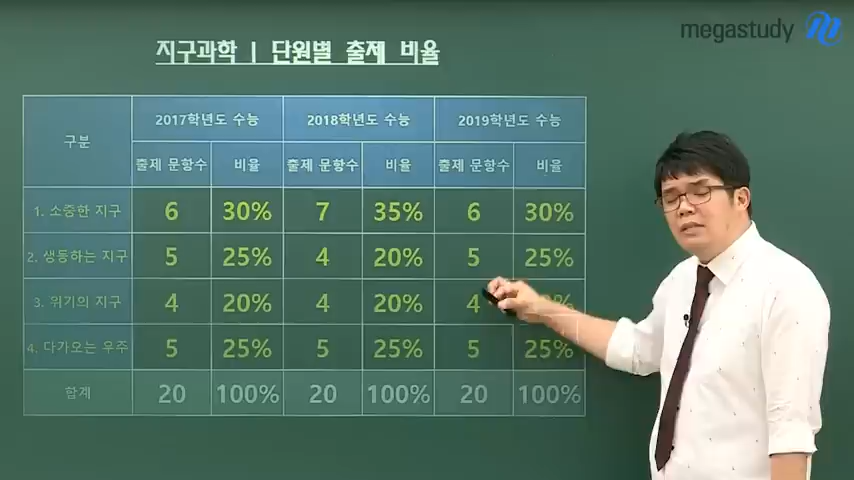 megastudy
지구과학 I 단원별 출제 비율
구분 2017학년도 수능 2018학년도 수능 2019학년도 수능
출제 문항수 비율 출제 문항수 비율 출제 문항수 비율
1. 소중한 지구 6 30% 7 35% 6 30%
2. 생동하는 지구 5 25% 4 20% 5 25%
3. 위기의 지구 4 20% 4 20% 4
4. 다가오는 우주 5 25% 5 25% 5 25%
합계 20 100% 20 100% 20 100%